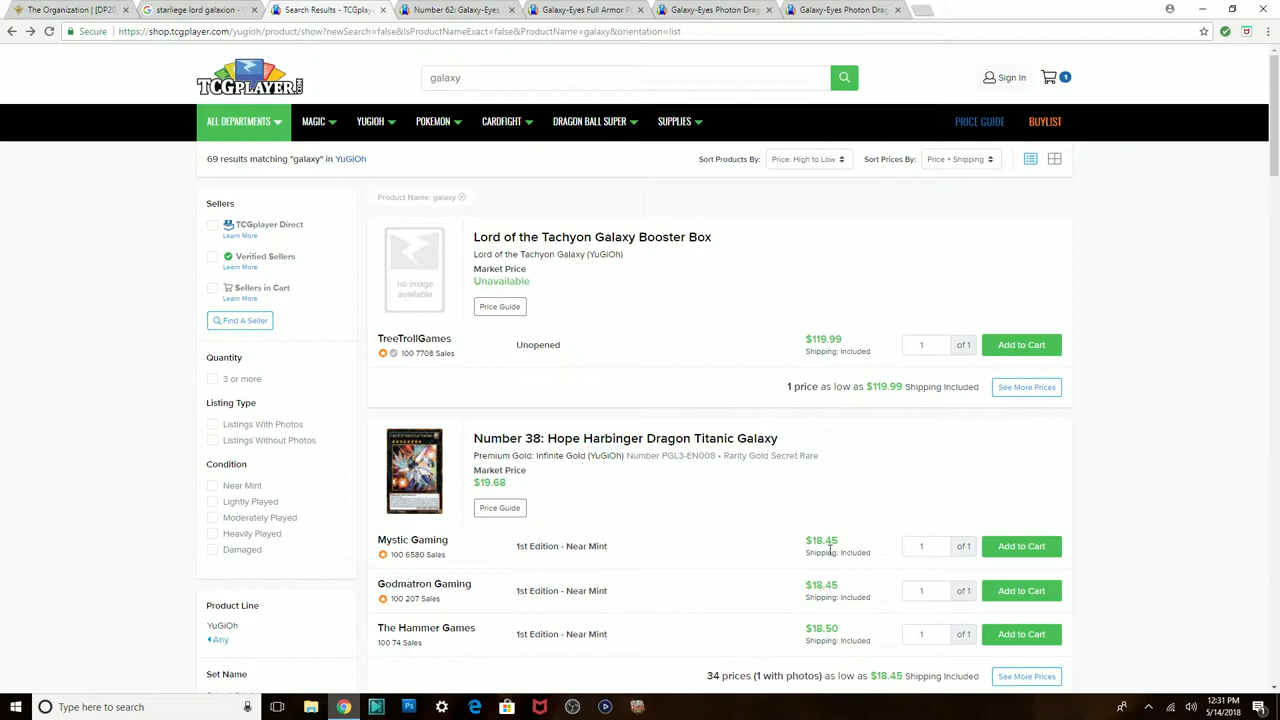 The Organization | [DP20
starliege lord galaxion - G
Search Results - TCGplay
Number 62: Galaxy-Eyes
Galaxy-Eyes Full Armor P
Galaxy-Eyes Photon Drag
Galaxy-Eyes Photon Drag
Secure https://shop.tcgplayer.com/yugioh/product/show?newSearch=false&IsProductNameExact=false&ProductName=galaxy&orientation=list
TCGPLAYER.COM
galaxy
Sign In
1
ALL DEPARTMENTS
MAGIC
YUGIOH
POKEMON
CARDFIGHT
DRAGON BALL SUPER
SUPPLIES
PRICE GUIDE
BUYLIST
69 results matching "galaxy" in YuGiOh
Sort Products By: Price: High to Low
Sort Prices By: Price + Shipping
Product Name: galaxy
Sellers
TCGplayer Direct
Learn More
Verified Sellers
Learn More
Sellers in Cart
Learn More
Find A Seller
Quantity
3 or more
Listing Type
Listings With Photos
Listings Without Photos
Condition
Near Mint
Lightly Played
Moderately Played
Heavily Played
Damaged
Product Line
YuGiOh
Any
Set Name
no image
available
Lord of the Tachyon Galaxy Booster Box
Lord of the Tachyon Galaxy (YuGiOh)
Market Price
Unavailable
Price Guide
TreeTrollGames
100 7708 Sales
Unopened
$119.99
Shipping: Included
1 of 1
Add to Cart
1 price as low as $119.99 Shipping Included
See More Prices
Number 38: Hope Harbinger Dragon Titanic Galaxy
Premium Gold: Infinite Gold (YuGiOh) Number PGL3-EN008 • Rarity Gold Secret Rare
Market Price
$19.68
Price Guide
Mystic Gaming
100 6580 Sales
1st Edition - Near Mint
$18.45
Shipping: Included
1 of 1
Add to Cart
Godmatron Gaming
100 207 Sales
1st Edition - Near Mint
$18.45
Shipping: Included
1 of 1
Add to Cart
The Hammer Games
100 74 Sales
1st Edition - Near Mint
$18.50
Shipping: Included
1 of 1
Add to Cart
34 prices (1 with photos) as low as $18.45 Shipping Included
See More Prices
Type here to search
12:31 PM
5/14/2018